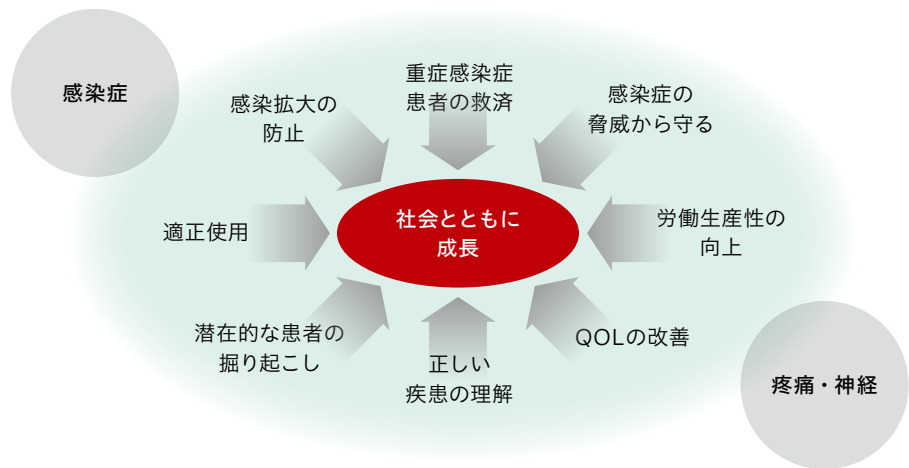 感染症
重症感染症
患者の救済
感染拡大の
防止
感染症の
脅威から守る
適正使用
社会とともに
成長
労働生産性の
向上
潜在的な患者の
掘り起こし
正しい
疾患の理解
QOLの改善
疼痛・神経